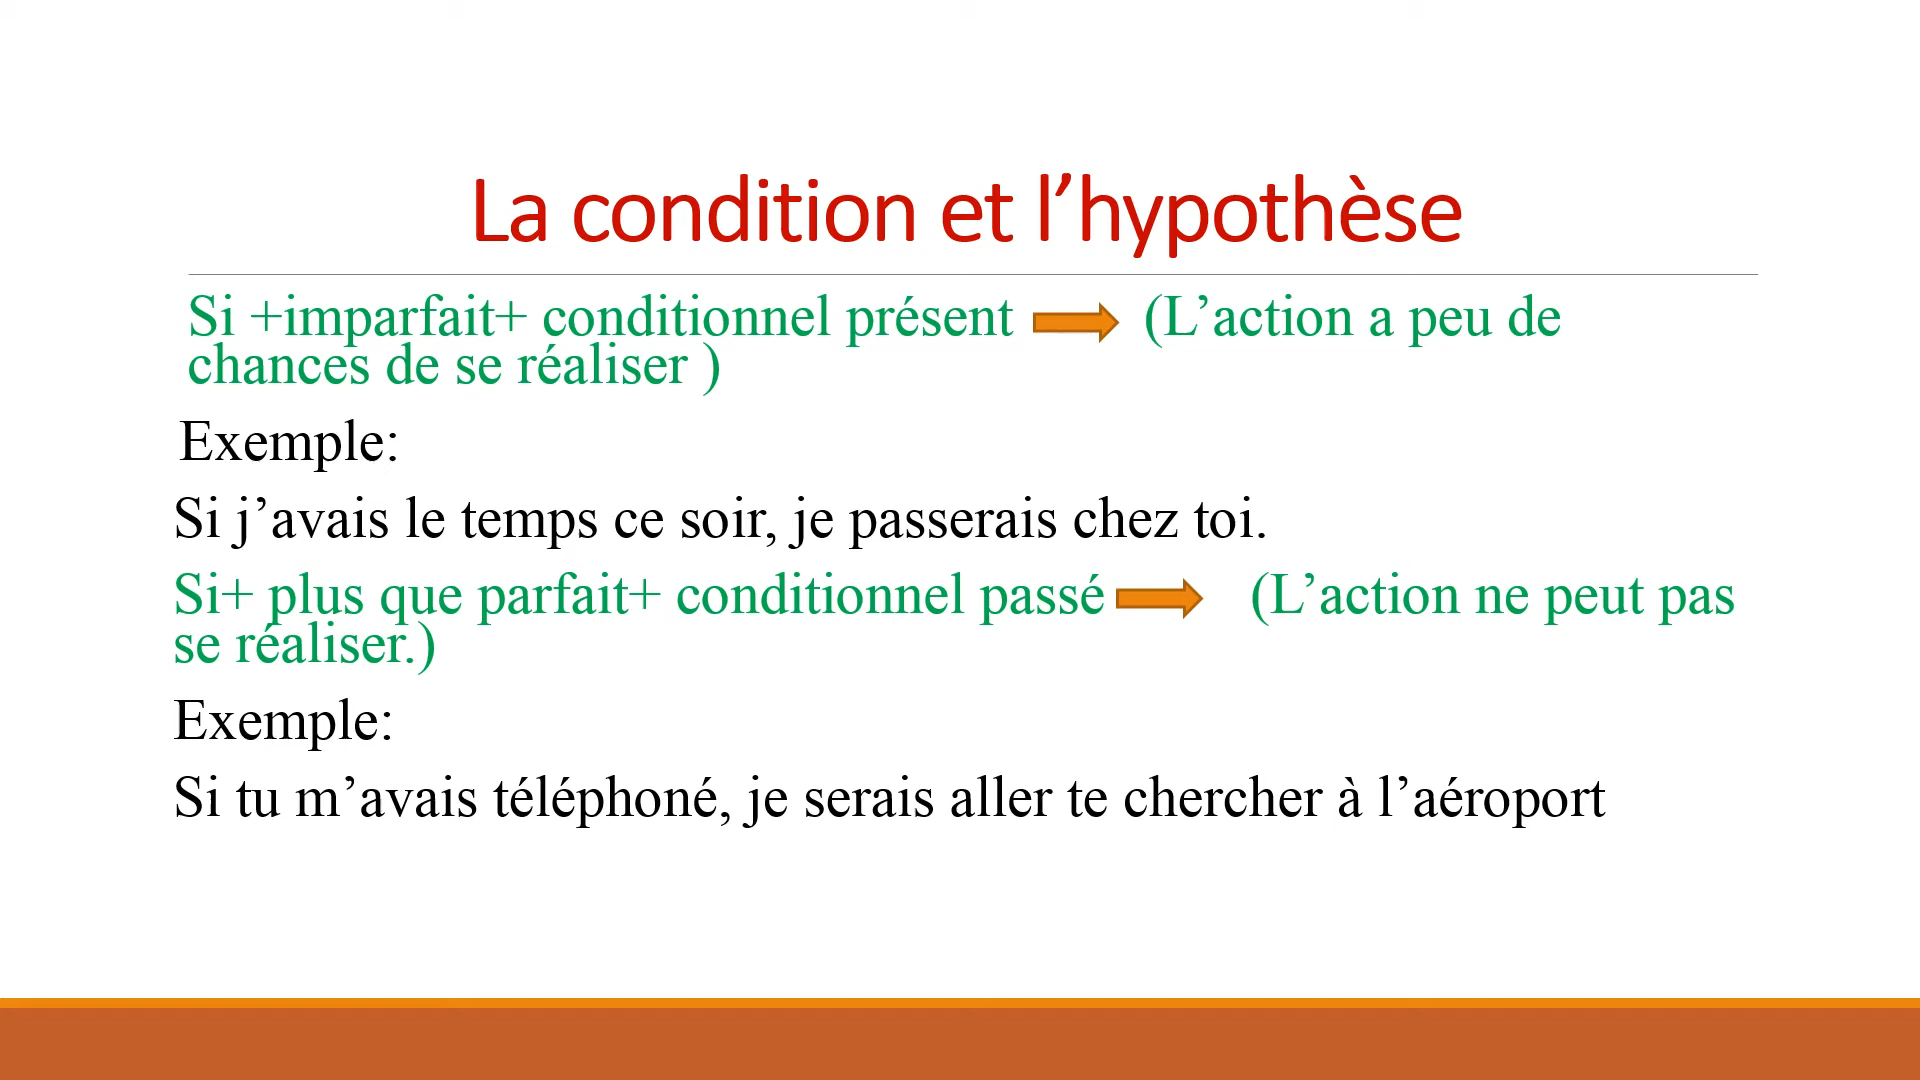 La condition et l’hypothèse
Si +imparfait+ conditionnel présent (L’action a peu de
chances de se réaliser )
Exemple:
Si j’avais le temps ce soir, je passerais chez toi.
Si+ plus que parfait+ conditionnel passé (L’action ne peut pas
se réaliser.)
Exemple:
Si tu m’avais téléphoné, je serais aller te chercher à l’aéroport